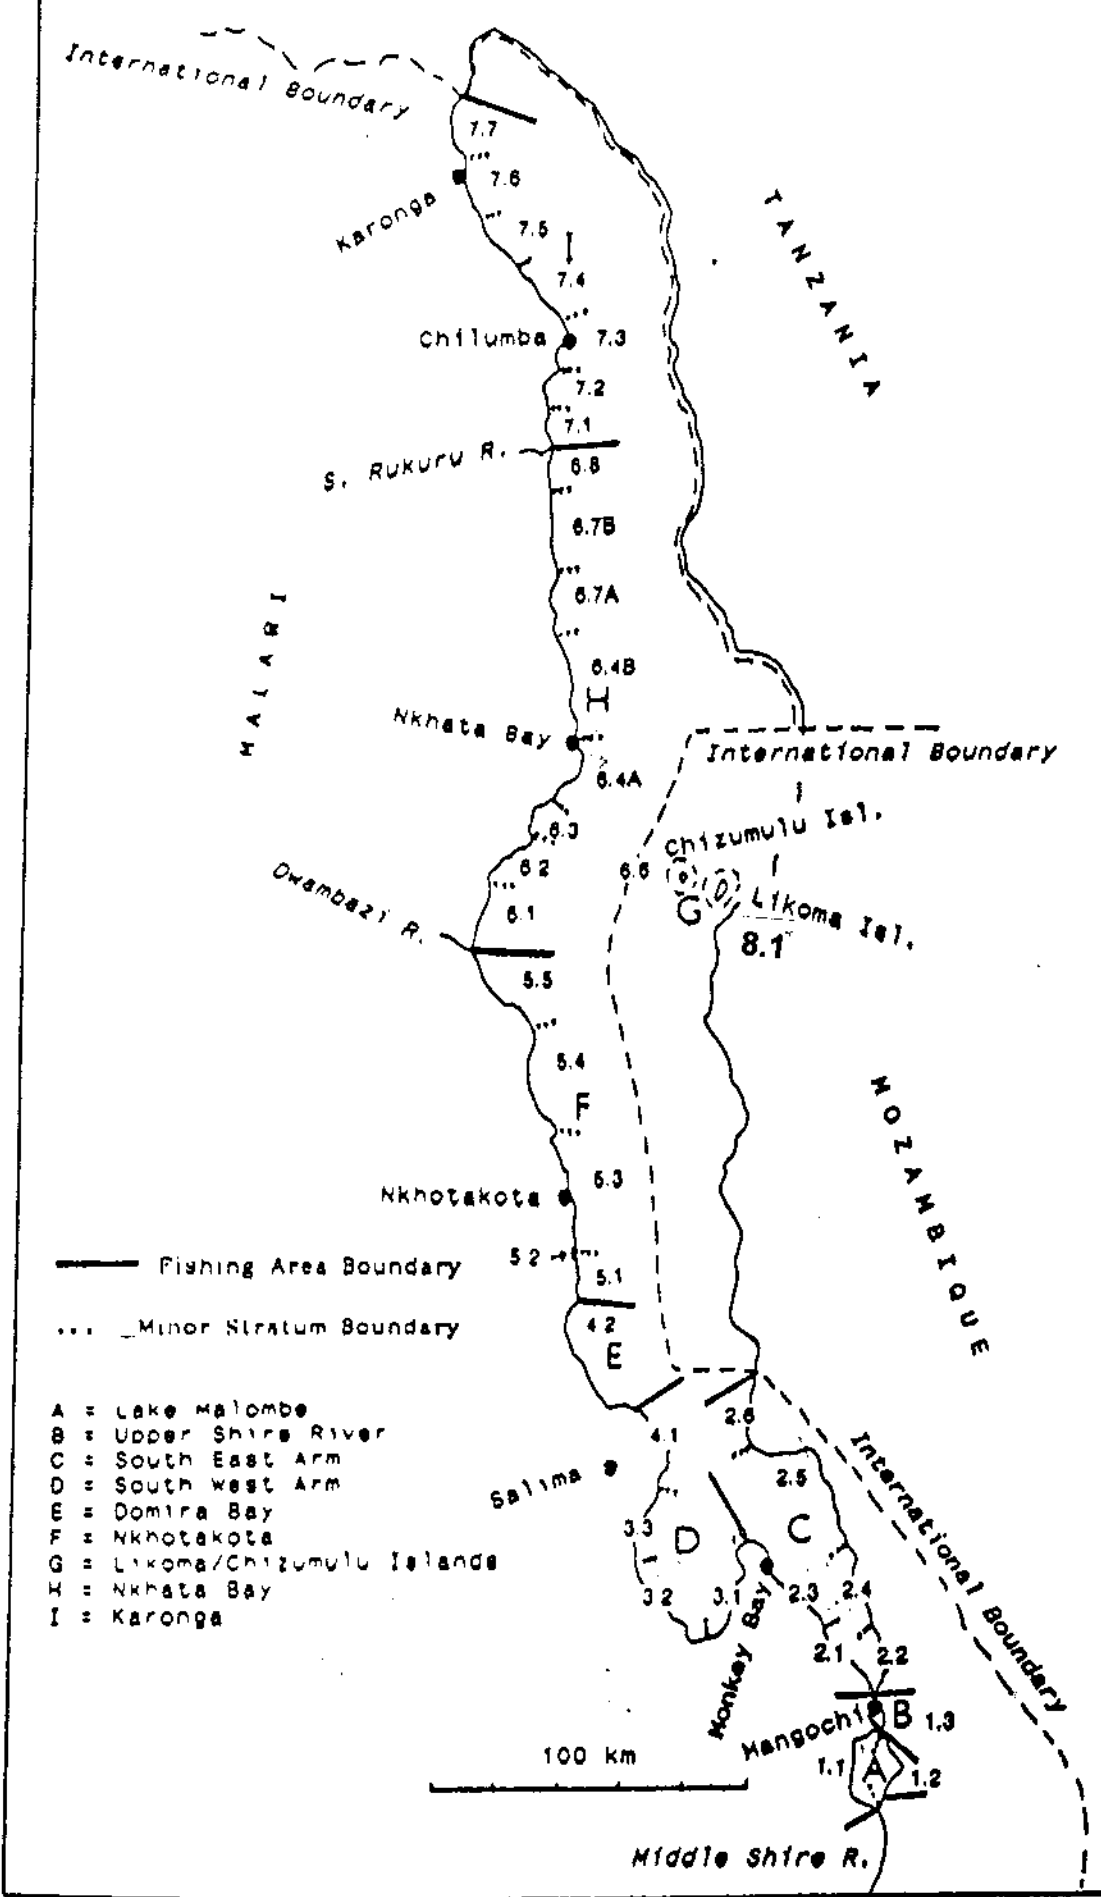 International Boundary
7.7
7.6
Karonga
7.5
I
7.4
TANZANIA
Chilumba
7.3
7.2
7.1
S. Rukuru R.
6.8
6.7B
6.7A
MALAWI
6.4B
H
Nkhata Bay
International Boundary
6.4A
Chizumulu Isl.
6.3
6.2
6.6
Dwambazi R.
G
Likoma Isl.
6.1
8.1
5.5
5.4
F
MOZAMBIQUE
5.3
Nkhotakota
5.2
5.1
Fishing Area Boundary
4.2
... _Minor Stratum Boundary
E
A = Lake Malombe
B = Upper Shire River
C = South East Arm
D = South West Arm
E = Domira Bay
F = Nkhotakota
G = Likoma/Chizumulu Islands
H = Nkhata Bay
I = Karonga
2.6
4.1
International Boundary
Salima
2.5
3.3
D
C
3.2
3.1
2.3
2.4
Monkey Bay
2.1
2.2
Mangochi
B
1.3
100 km
1.1
A
1.2
Middle Shire R.